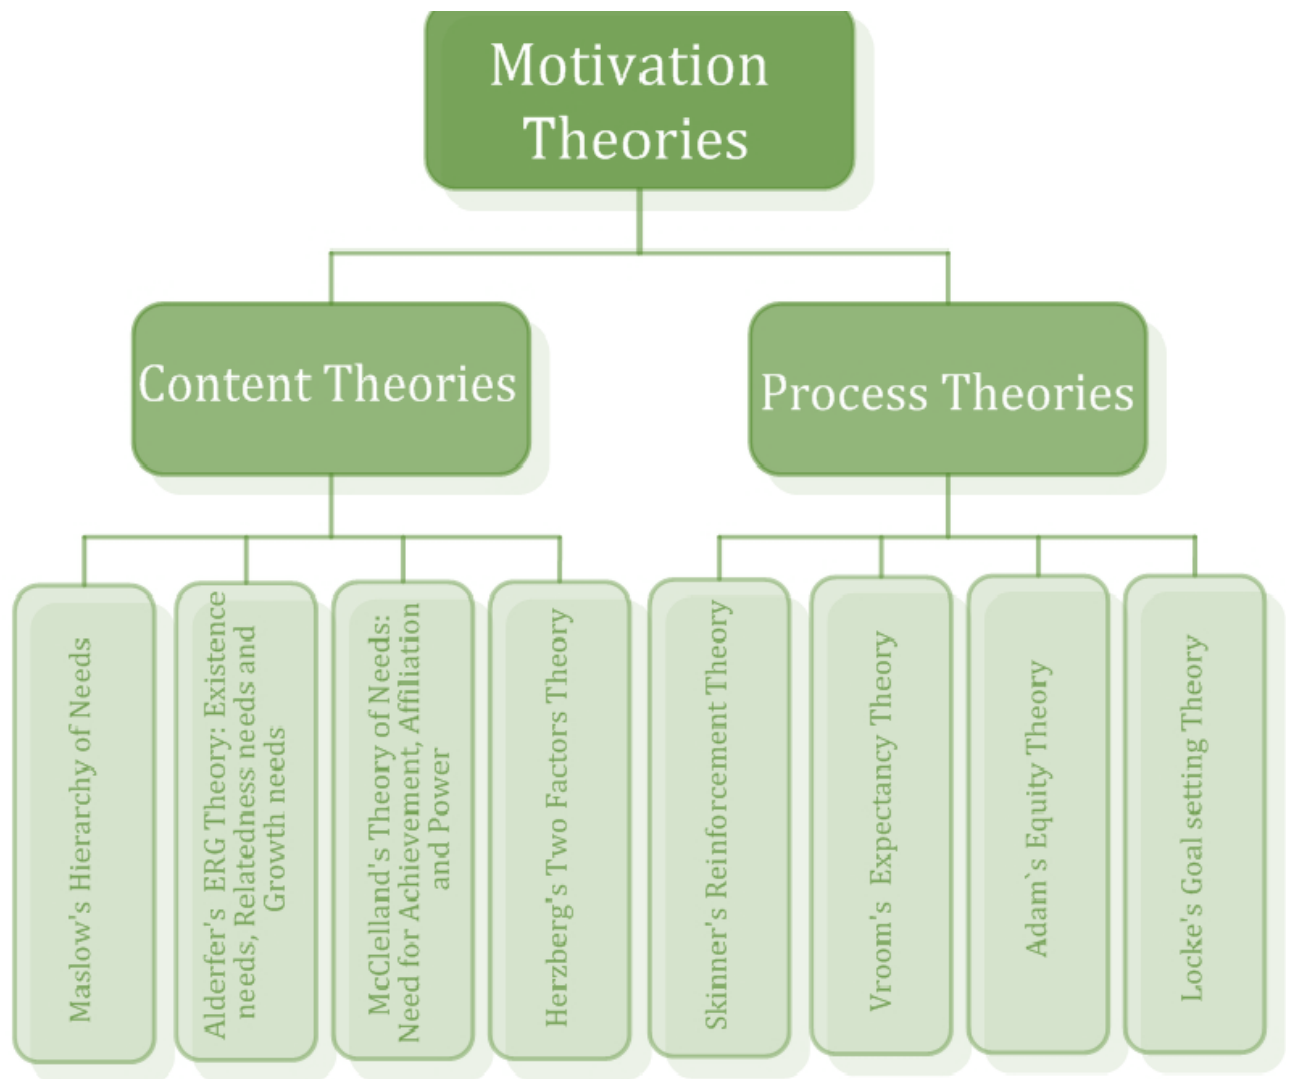 Motivation
Theories
Content Theories
Process Theories
Maslow's Hierarchy of Needs
Alderfer's ERG Theory: Existence
needs, Relatedness needs and
Growth needs
McClelland's Theory of Needs:
Need for Achievement, Affiliation
and Power
Herzberg's Two Factors Theory
Skinner's Reinforcement Theory
Vroom's Expectancy Theory
Adam`s Equity Theory
Locke's Goal setting Theory